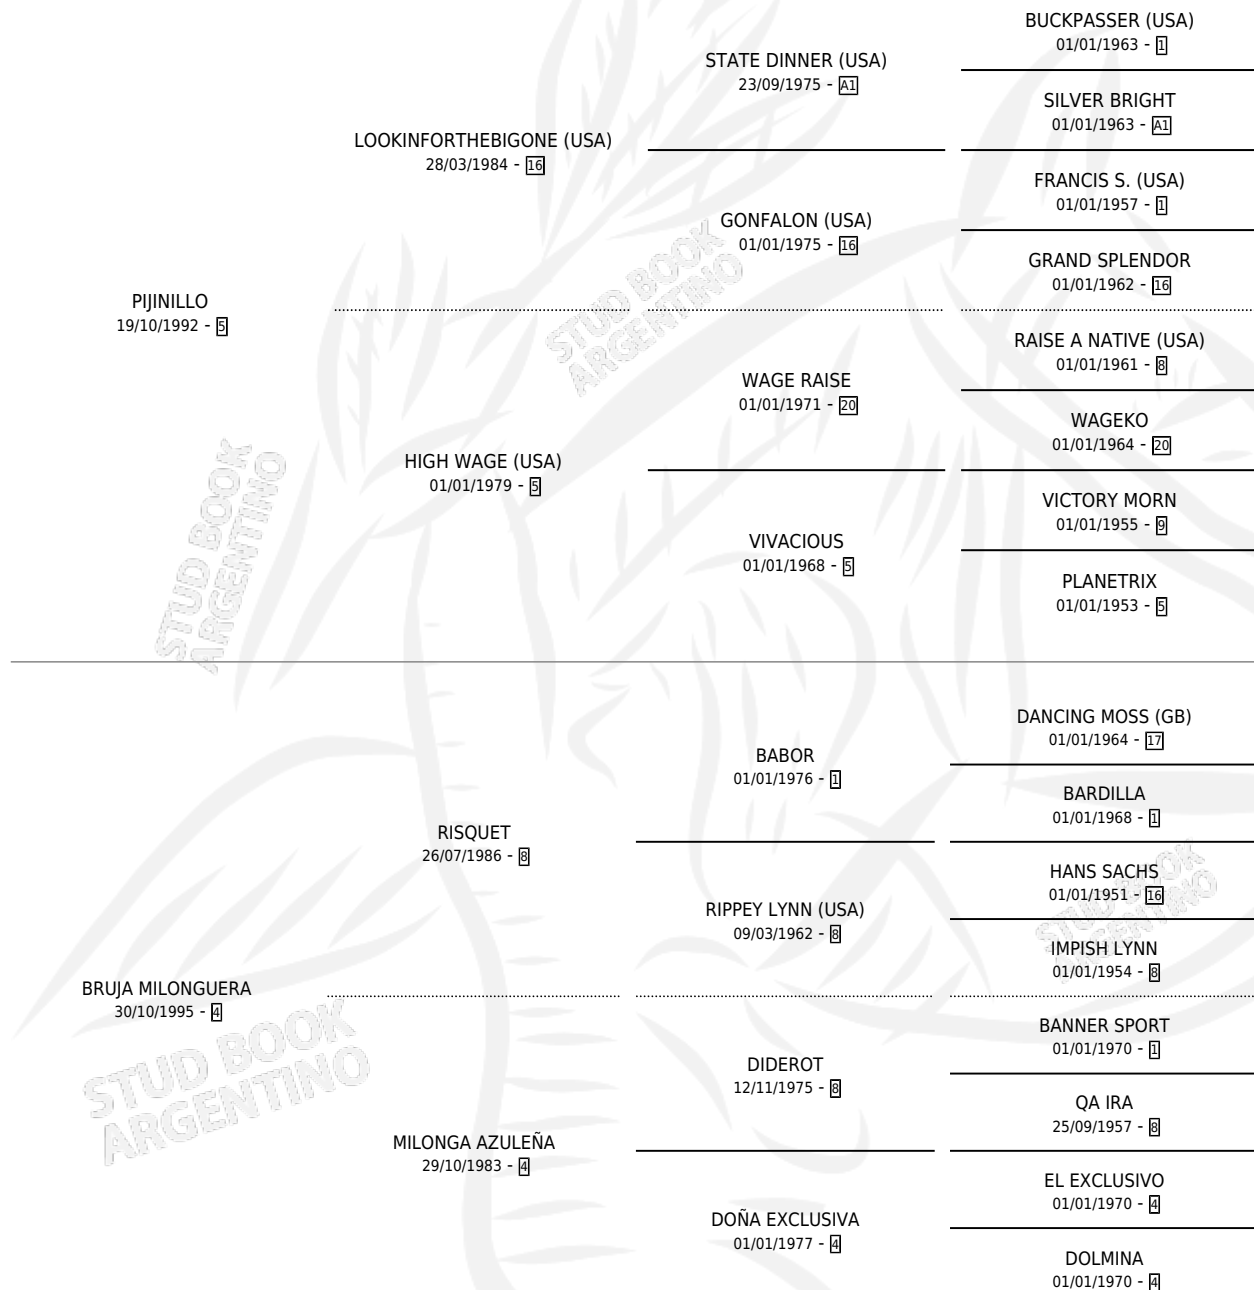 BUCKPASSER (USA)
01/01/1963 - 1
STATE DINNER (USA)
23/09/1975 - A1
SILVER BRIGHT
01/01/1963 - A1
LOOKINFORTHEBIGONE (USA)
28/03/1984 - 16
FRANCIS S. (USA)
01/01/1957 - 1
GONFALON (USA)
01/01/1975 - 16
GRAND SPLENDOR
01/01/1962 - 16
PIJINILLO
19/10/1992 - 5
RAISE A NATIVE (USA)
01/01/1961 - 8
WAGE RAISE
01/01/1971 - 20
WAGEKO
01/01/1964 - 20
HIGH WAGE (USA)
01/01/1979 - 5
VICTORY MORN
01/01/1955 - 9
VIVACIOUS
01/01/1968 - 5
PLANETRIX
01/01/1953 - 5
DANCING MOSS (GB)
01/01/1964 - 17
BABOR
01/01/1976 - 1
BARDILLA
01/01/1968 - 1
RISQUET
26/07/1986 - 8
HANS SACHS
01/01/1951 - 16
RIPPEY LYNN (USA)
09/03/1962 - 8
IMPISH LYNN
01/01/1954 - 8
BRUJA MILONGUERA
30/10/1995 - 4
BANNER SPORT
01/01/1970 - 1
DIDEROT
12/11/1975 - 8
QA IRA
25/09/1957 - 8
MILONGA AZULEÑA
29/10/1983 - 4
EL EXCLUSIVO
01/01/1970 - 4
DOÑA EXCLUSIVA
01/01/1977 - 4
DOLMINA
01/01/1970 - 4
STUD BOOK
ARGENTINO
STUD BOOK
ARGENTINO
STUD BOOK
ARGENTINO
STUD BOOK
ARGENTINO